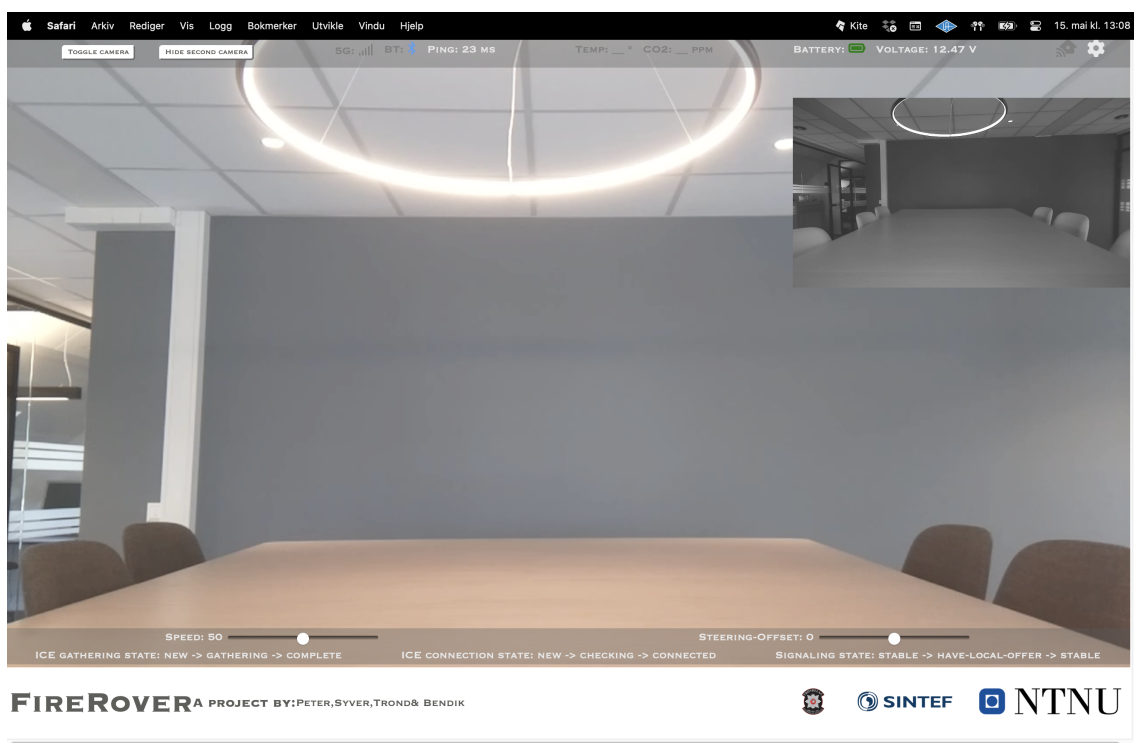 Safari Arkiv Rediger Vis Logg Bokmerker Utvikle Vindu Hjelp Kite 15. mai kl. 13:08
TOGGLE CAMERA HIDE SECOND CAMERA 5G: BT: PING: 23 MS TEMP: __ ° CO2: __ PPM BATTERY: VOLTAGE: 12.47 V
SPEED: 50 STEERING-OFFSET: 0
ICE GATHERING STATE: NEW -> GATHERING -> COMPLETE ICE CONNECTION STATE: NEW -> CHECKING -> CONNECTED SIGNALING STATE: STABLE -> HAVE-LOCAL-OFFER -> STABLE
FIREROVER A PROJECT BY:PETER,SYVER,TROND& BENDIK SINTEF NTNU